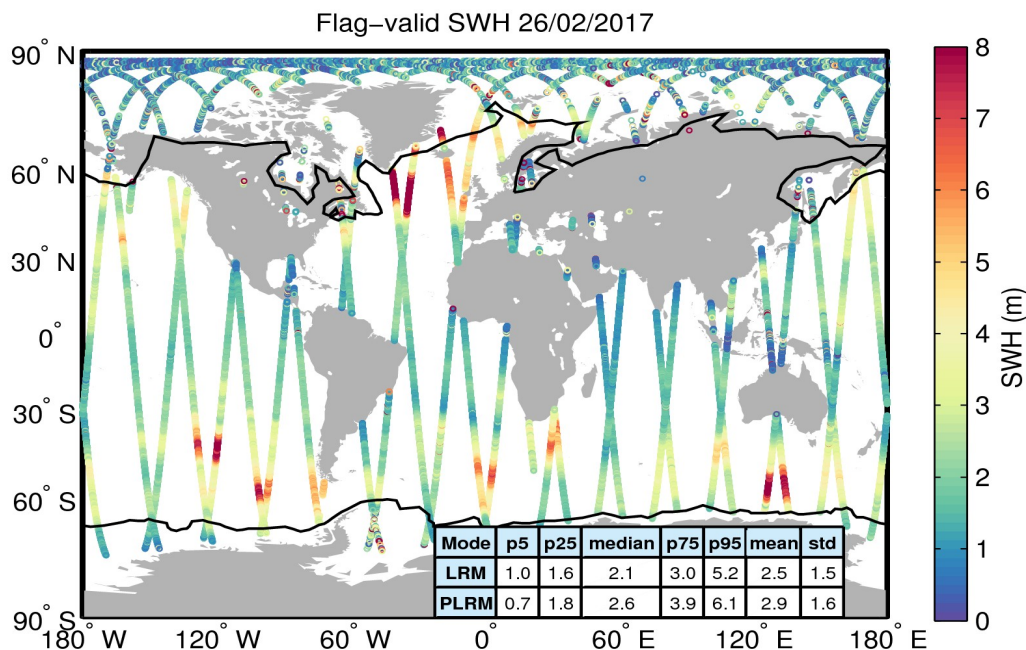 Flag–valid SWH 26/02/2017
90° N
60° N
30° N
0°
30° S
60° S
90° S
180° W
120° W
60° W
0°
60° E
120° E
180° E
8
7
6
5
4
3
2
1
0
SWH (m)
Mode p5 p25 median p75 p95 mean std
LRM 1.0 1.6 2.1 3.0 5.2 2.5 1.5
PLRM 0.7 1.8 2.6 3.9 6.1 2.9 1.6